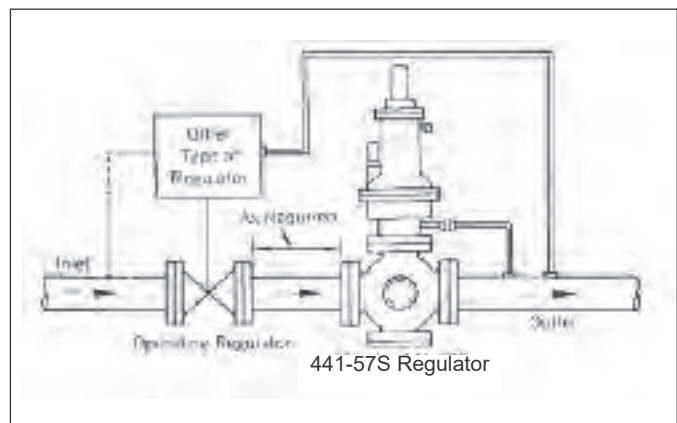 Other
Type of
Regulator
As Required
Inlet
Outlet
Operating Regulator
441-57S Regulator